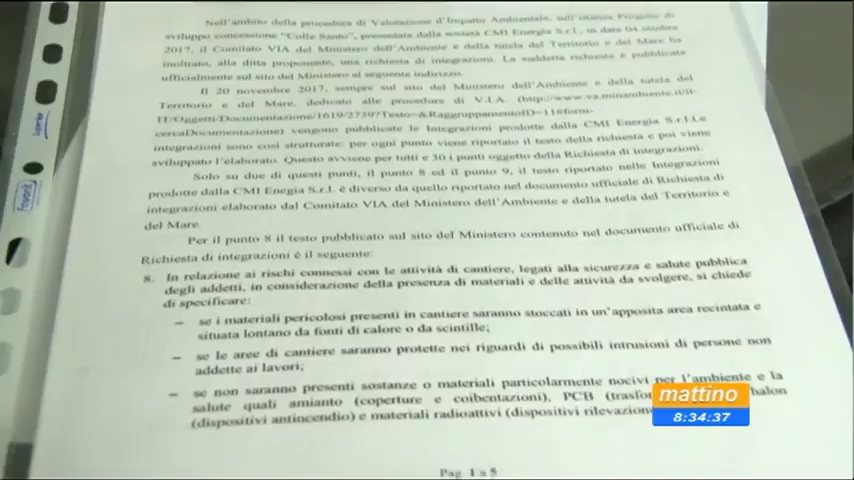 Nell'ambito della procedura di Valutazione d'Impatto Ambientale, sull'istanza Progetto di
sviluppo concessione "Colle Santo", presentata dalla società CMI Energia S.r.l., in data 04 ottobre
2017, il Comitato VIA del Ministero dell'Ambiente e della tutela del Territorio e del Mare ha
inoltrato, alla ditta proponente, una richiesta di integrazioni. La suddetta richiesta è pubblicata
ufficialmente sul sito del Ministero al seguente indirizzo.
Il 20 novembre 2017, sempre sul sito del Ministero dell'Ambiente e della tutela del
Territorio e del Mare, dedicato alle procedure di V.I.A. (http://www.va.minambiente.it/it-
IT/Oggetti/Documentazione/1619/2739?Testo=&RaggruppamentoID=11#form-
cercaDocumentazione) vengono pubblicate le Integrazioni prodotte dalla CMI Energia S.r.l.Le
integrazioni sono così strutturate: per ogni punto viene riportato il testo della richiesta e poi viene
sviluppato l'elaborato. Questo avviene per tutti e 30 i punti oggetto della Richiesta di integrazioni.
Solo su due di questi punti, il punto 8 ed il punto 9, il testo riportato nelle Integrazioni
prodotte dalla CMI Enegia S.r.l. è diverso da quello riportato nel documento ufficiale di Richiesta di
integrazioni elaborato dal Comitato VIA del Ministero dell'Ambiente e della tutela del Territorio e
del Mare.
Per il punto 8 il testo pubblicato sul sito del Ministero contenuto nel documento ufficiale di
Richiesta di integrazioni è il seguente:
8. In relazione ai rischi connessi con le attività di cantiere, legati alla sicurezza e salute pubblica
degli addetti, in considerazione della presenza di materiali e delle attività da svolgere, si chiede
di specificare:
– se i materiali pericolosi presenti in cantiere saranno stoccati in un'apposita area recintata e
situata lontano da fonti di calore o da scintille;
– se le aree di cantiere saranno protette nei riguardi di possibili intrusioni di persone non
addette ai lavori;
– se non saranno presenti sostanze o materiali particolarmente nocivi per l'ambiente e la
salute quali amianto (coperture e coibentazioni), PCB (trasfor halon
(dispositivi antincendio) e materiali radioattivi (dispositivi rilevazion
Pag. 1 a 5
mattino
8:34:37